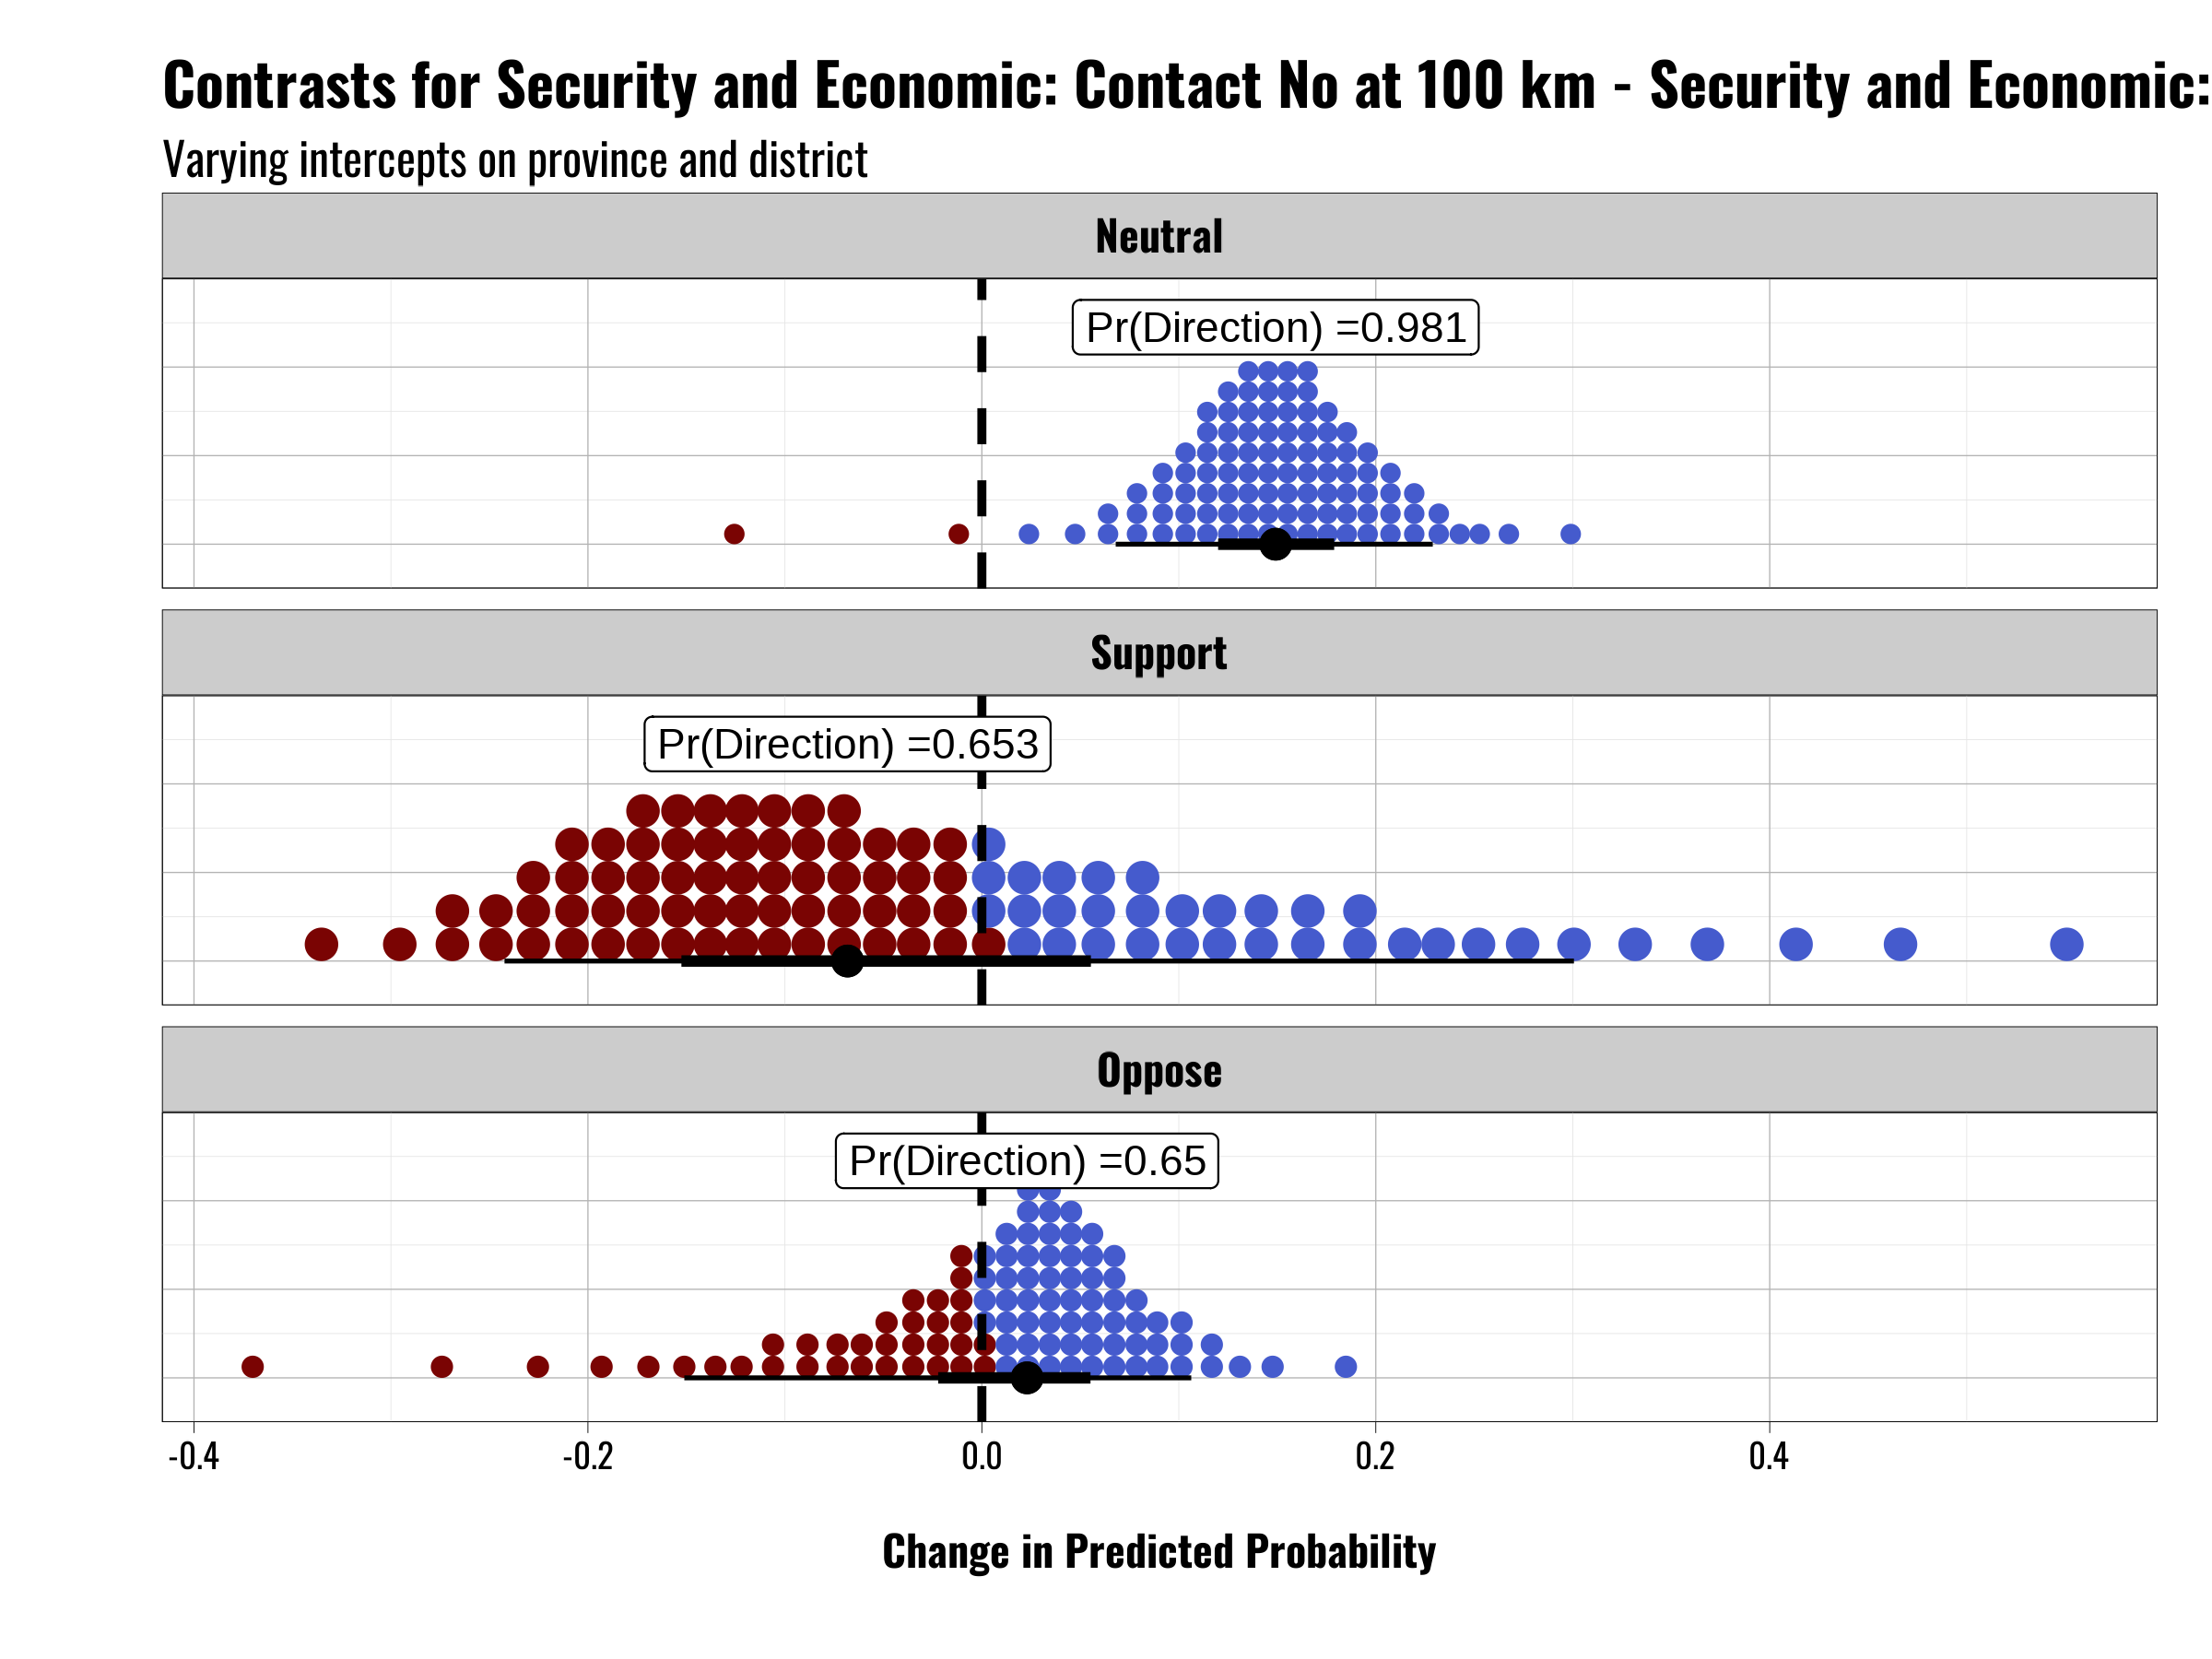 Contrasts for Security and Economic: Contact No at 100 km - Security and Economic:
Varying intercepts on province and district
Neutral
Pr(Direction) =0.981
Support
Pr(Direction) =0.653
Oppose
Pr(Direction) =0.65
-0.4 -0.2 0.0 0.2 0.4
Change in Predicted Probability